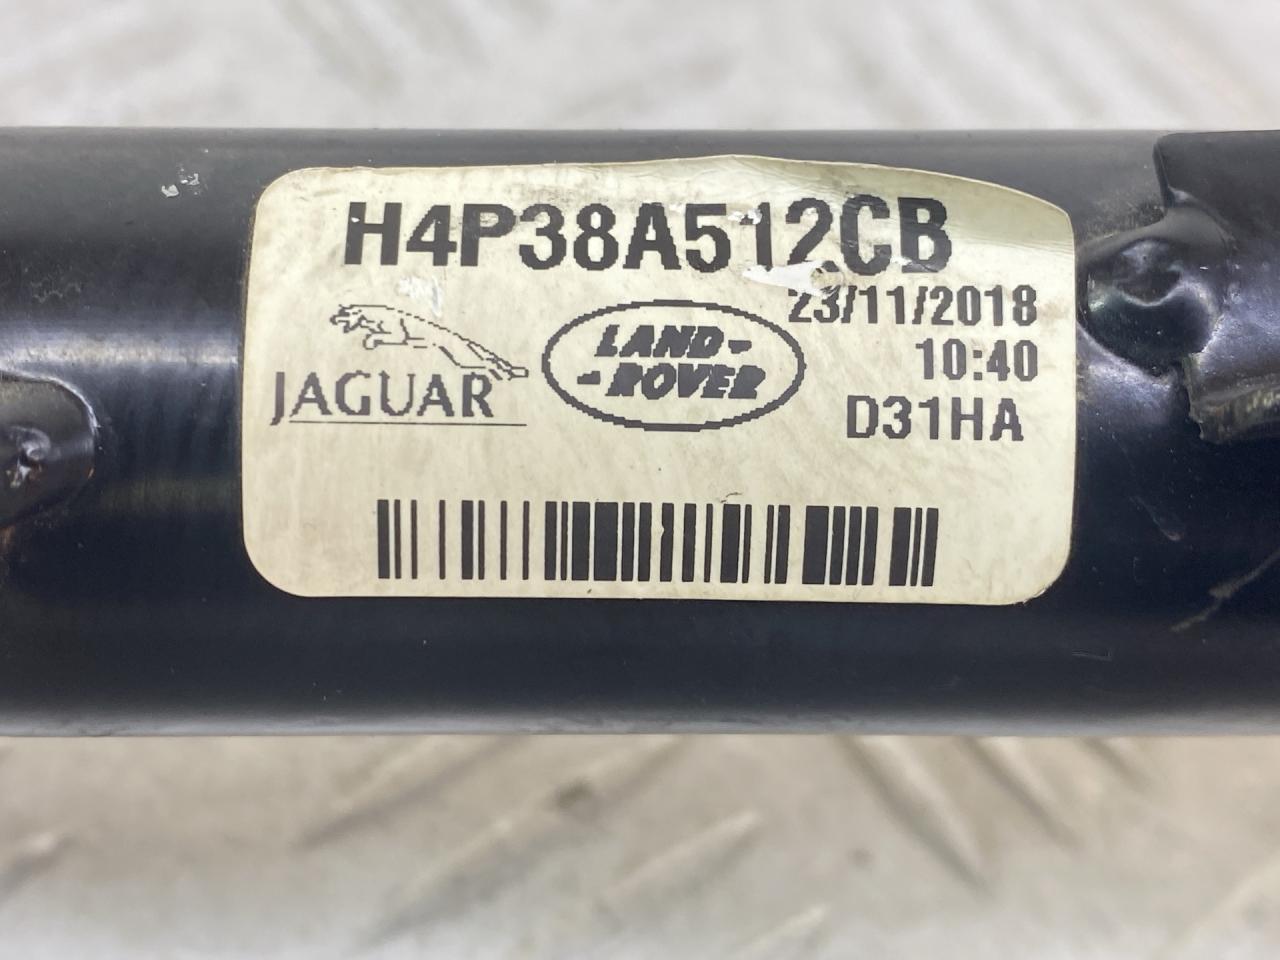 H4P38A512CB
23/11/2018
JAGUAR
LAND-
-ROVER
10:40
D31HA